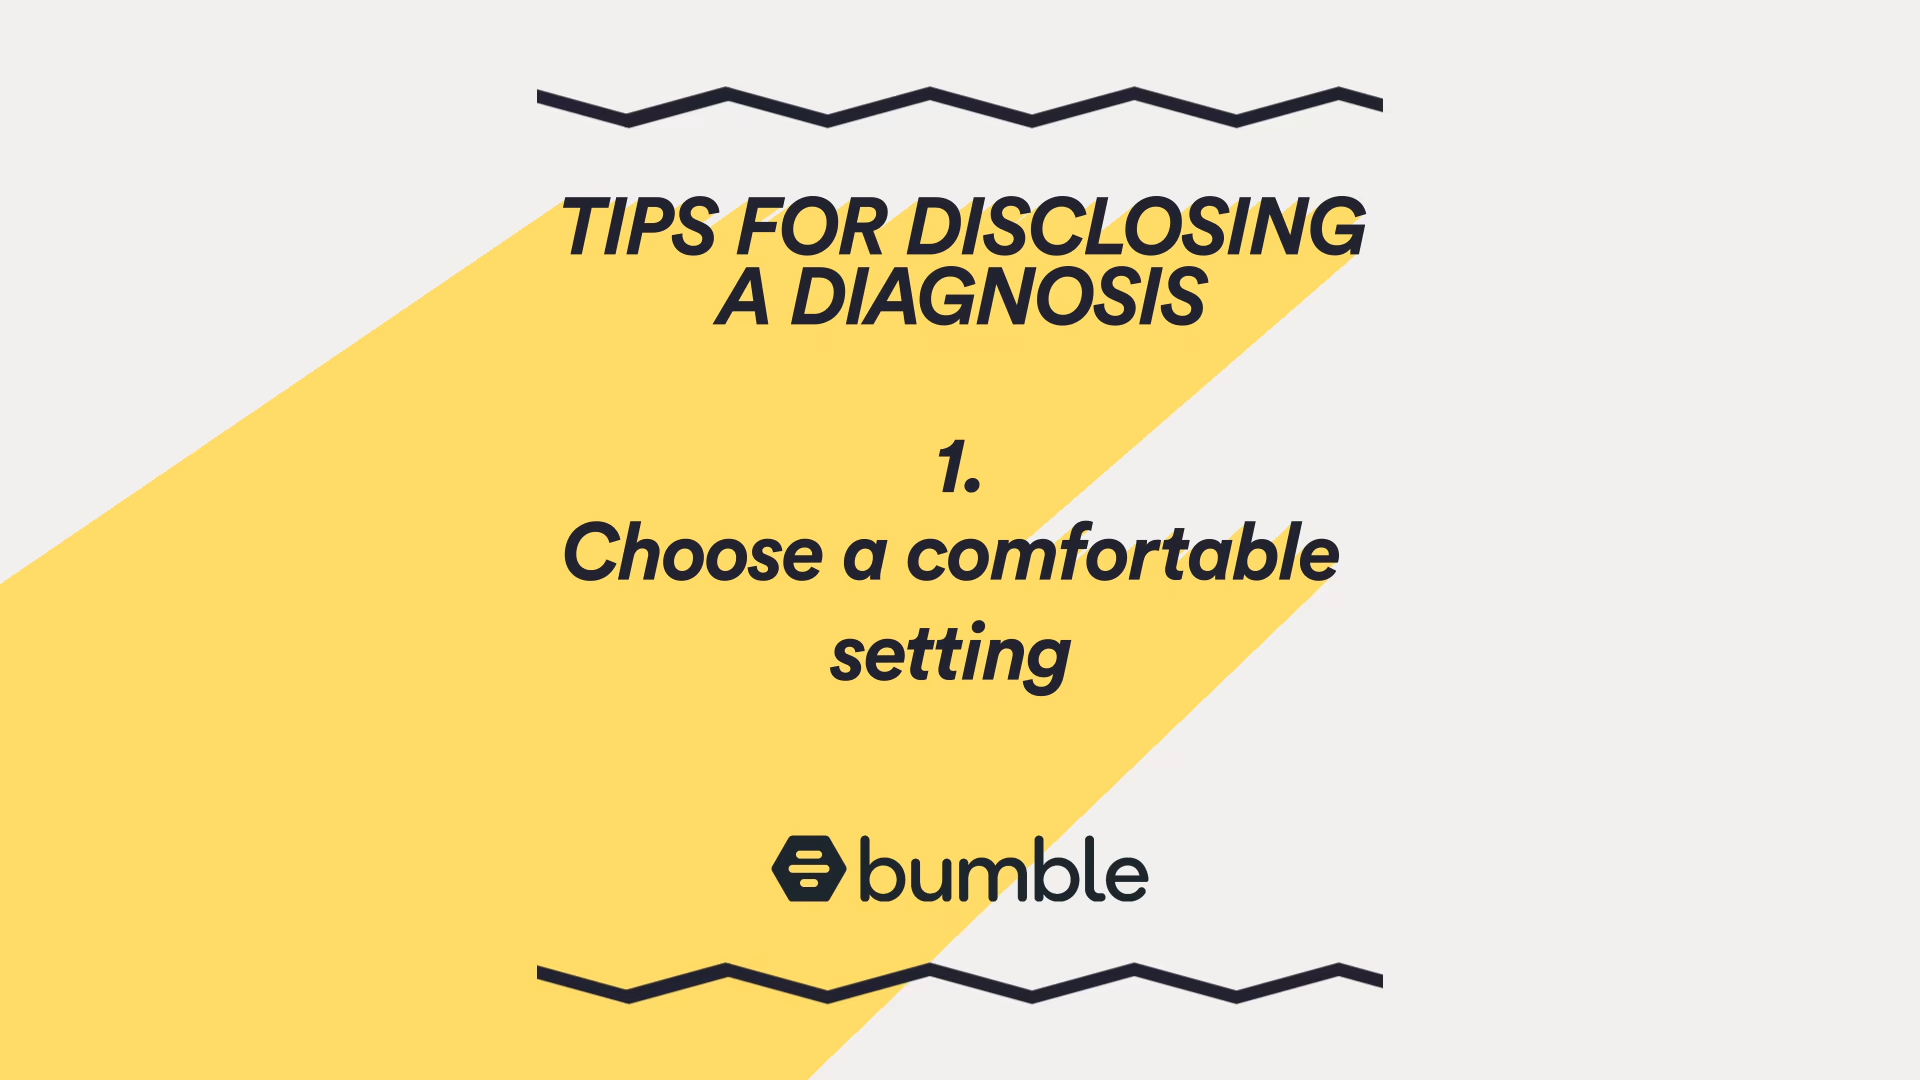 TIPS FOR DISCLOSING
A DIAGNOSIS
1.
Choose a comfortable
setting
bumble